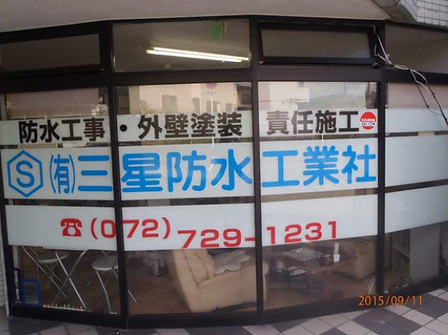 防水工事・外壁塗装 責任施工
S (有)三星防水工業社
☎(072)729-1231
2015/09/11